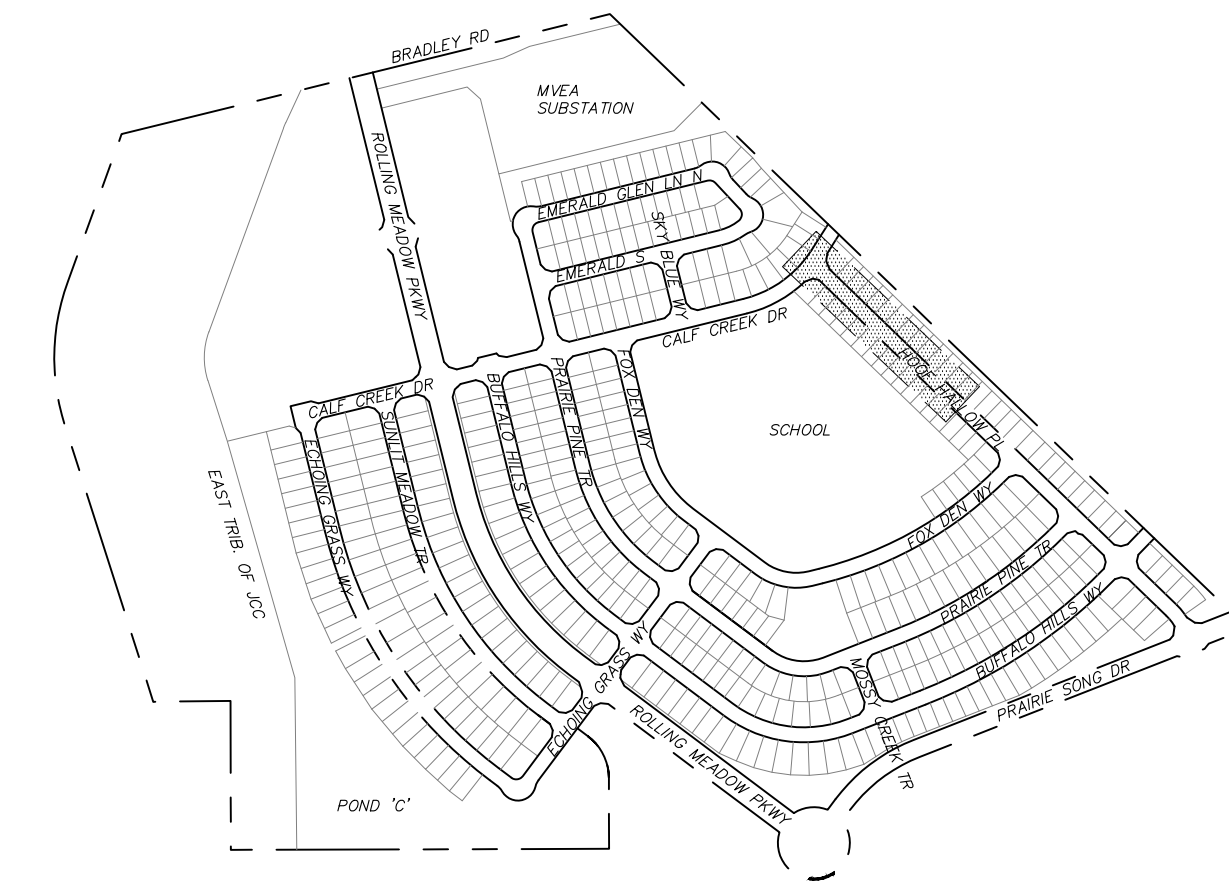 BRADLEY RD
MVEA
SUBSTATION
ROLLING MEADOW PKWY
EMERALD GLEN LN N
SKY BLUE WY
EMERALD S
CALF CREEK DR
HOOF HALLOW PL
FOX DEN WY
PRAIRIE PINE TR
BUFFALO HILLS WY
CALF CREEK DR
SUNLIT MEADOW TR
ECHOING GRASS WY
SCHOOL
EAST TRIB. OF JCC
FOX DEN WY
PRAIRIE PINE TR
BUFFALO HILLS WY
PRAIRIE SONG DR
MOSSY CREEK TR
ECHOING GRASS WY
ROLLING MEADOW PKWY
POND 'C'